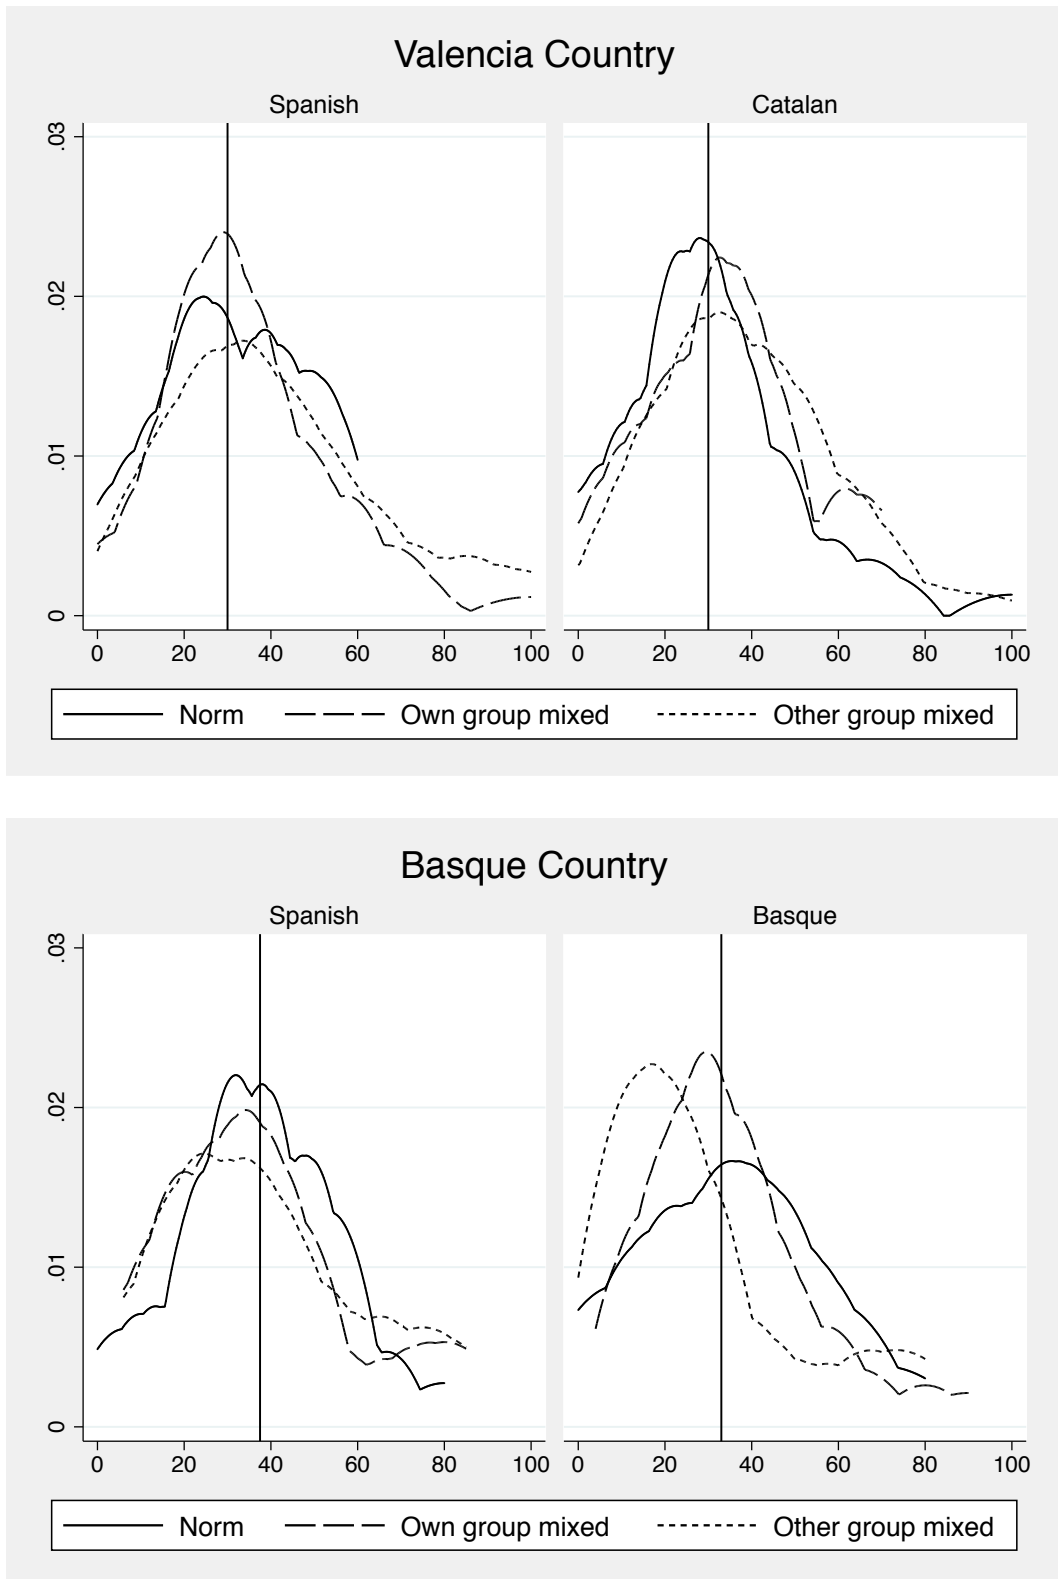 Valencia Country
Spanish Catalan
.03
.02
.01
0
0 20 40 60 80 100 0 20 40 60 80 100
Norm Own group mixed Other group mixed
Basque Country
Spanish Basque
.03
.02
.01
0
0 20 40 60 80 100 0 20 40 60 80 100
Norm Own group mixed Other group mixed